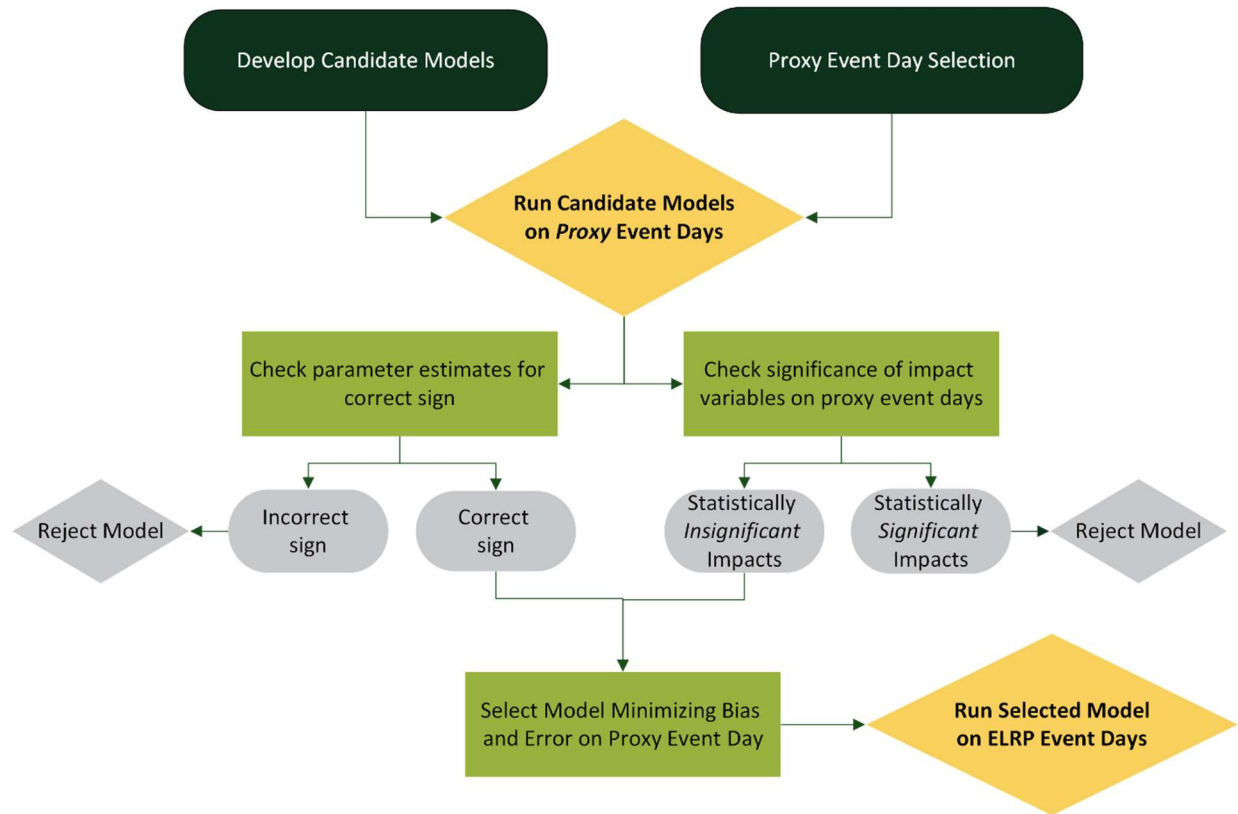 Develop Candidate Models
Proxy Event Day Selection
Run Candidate Models
on Proxy Event Days
Check parameter estimates for
correct sign
Check significance of impact
variables on proxy event days
Reject Model
Incorrect
sign
Correct
sign
Statistically
Insignificant
Impacts
Statistically
Significant
Impacts
Reject Model
Select Model Minimizing Bias
and Error on Proxy Event Day
Run Selected Model
on ELRP Event Days